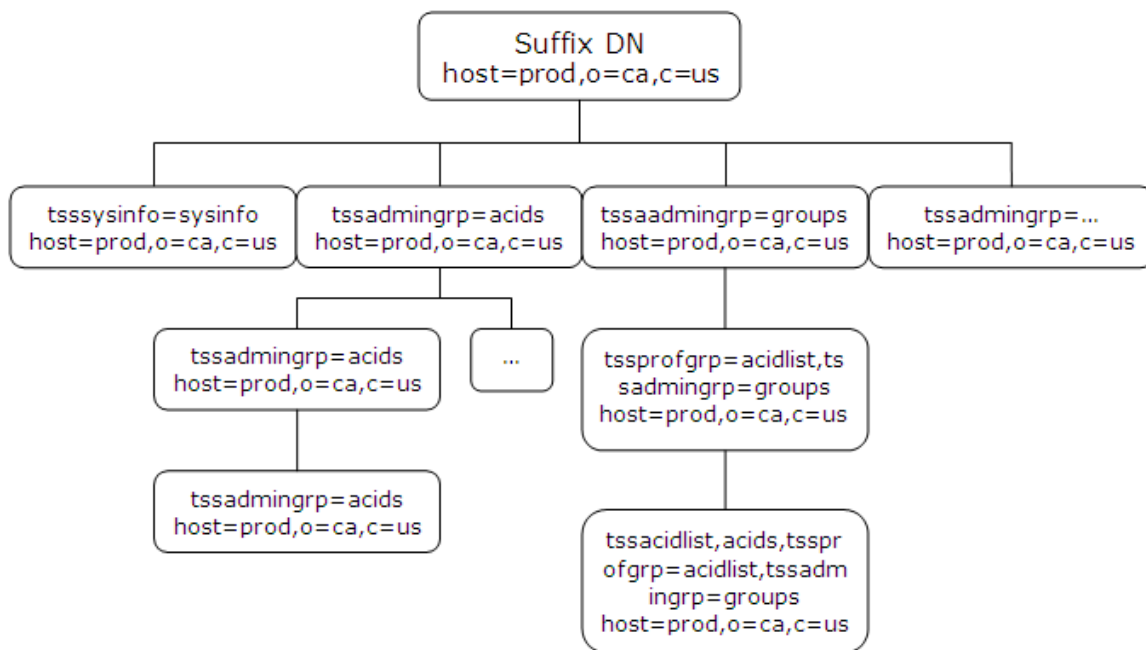 Suffix DN
host=prod,o=ca,c=us
tsssysinfo=sysinfo
host=prod,o=ca,c=us
tssadmingrp=acids
host=prod,o=ca,c=us
tssaadmingrp=groups
host=prod,o=ca,c=us
tssadmingrp=...
host=prod,o=ca,c=us
tssadmingrp=acids
host=prod,o=ca,c=us
...
tssprofgrp=acidlist,ts
sadmingrp=groups
host=prod,o=ca,c=us
tssadmingrp=acids
host=prod,o=ca,c=us
tssacidlist,acids,tsspr
ofgrp=acidlist,tssadm
ingrp=groups
host=prod,o=ca,c=us